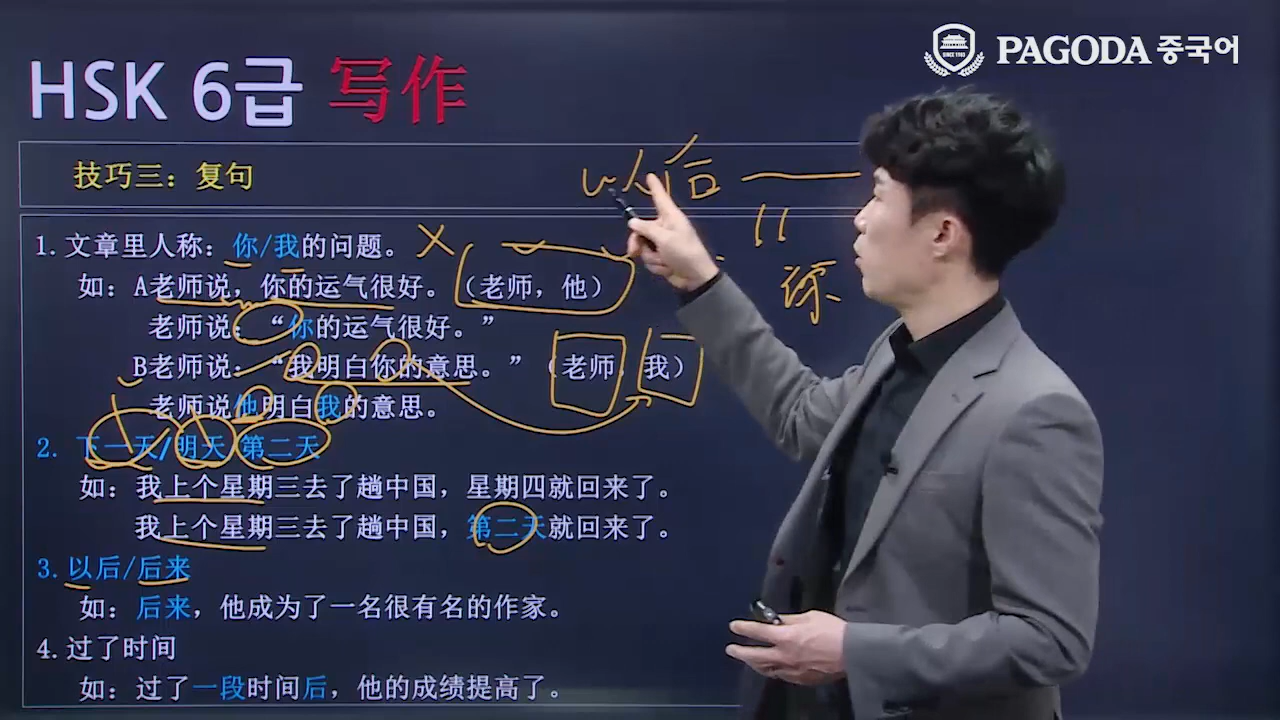 PAGODA 중국어
SINCE 1983
HSK 6급 写作
技巧三：复句
以后
1. 文章里人称：你/我的问题。
如：A老师说，你的运气很好。（老师，他）
老师说：“你的运气很好。”
B老师说：“我明白你的意思。”（老师，我）
老师说他明白我的意思。
2. 下一天/明天/第二天
如：我上个星期三去了趟中国，星期四就回来了。
我上个星期三去了趟中国，第二天就回来了。
3. 以后/后来
如：后来，他成为了一名很有名的作家。
4. 过了时间
如：过了一段时间后，他的成绩提高了。